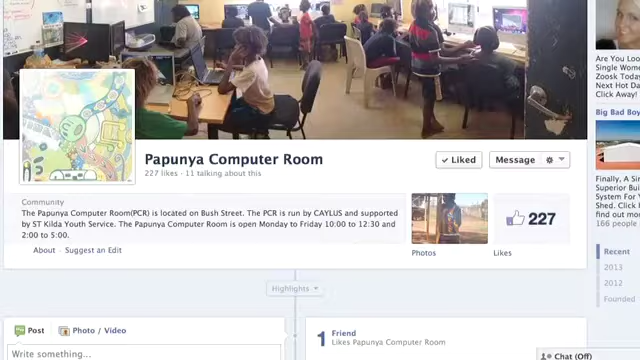 Papunya Computer Room
227 likes · 11 talking about this
✓ Liked
Message
Community
The Papunya Computer Room(PCR) is located on Bush Street. The PCR is run by CAYLUS and supported
by ST Kilda Youth Service. The Papunya Computer Room is open Monday to Friday 10:00 to 12:30 and
2:00 to 5:00.
About · Suggest an Edit
Photos
227
Likes
Highlights
Post
Photo / Video
Write something...
1 Friend
Likes Papunya Computer Room
Are You Loo
Single Wome
Zoosk Today
Next Hot Da
Click Away!
Big Bad Boy
Finally, A Si
Superior Bui
System For Y
Shed. Click h
find out mo
166 people
Recent
2013
2012
Founded
Chat (Off)